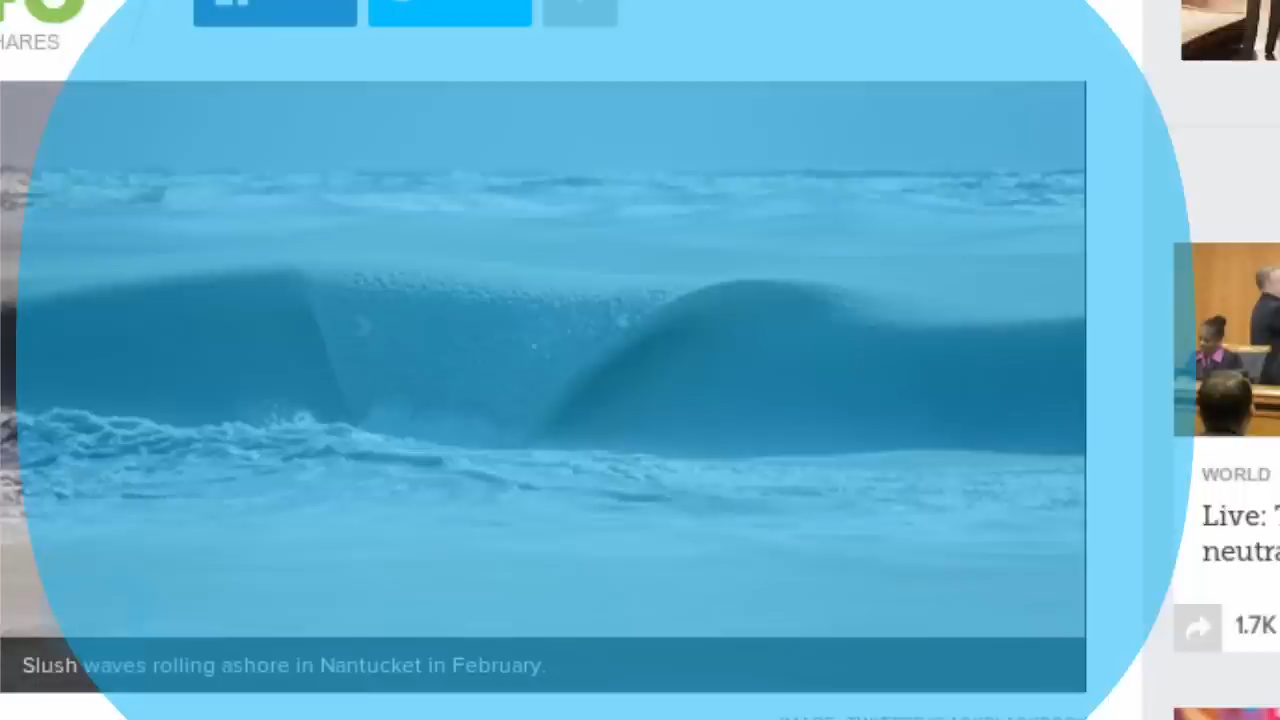 HARES
Slush waves rolling ashore in Nantucket in February.
WORLD
Live:
neutra
1.7K